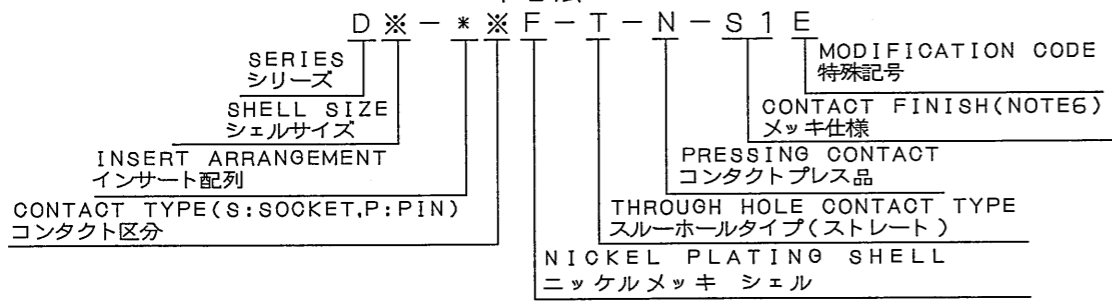 D※-*※F-T-N-S1E
SERIES
シリーズ
SHELL SIZE
シェルサイズ
INSERT ARRANGEMENT
インサート配列
CONTACT TYPE(S:SOCKET,P:PIN)
コンタクト区分
MODIFICATION CODE
特殊記号
CONTACT FINISH(NOTE6)
メッキ仕様
PRESSING CONTACT
コンタクトプレス品
THROUGH HOLE CONTACT TYPE
スルーホールタイプ(ストレート)
NICKEL PLATING SHELL
ニッケルメッキ シェル